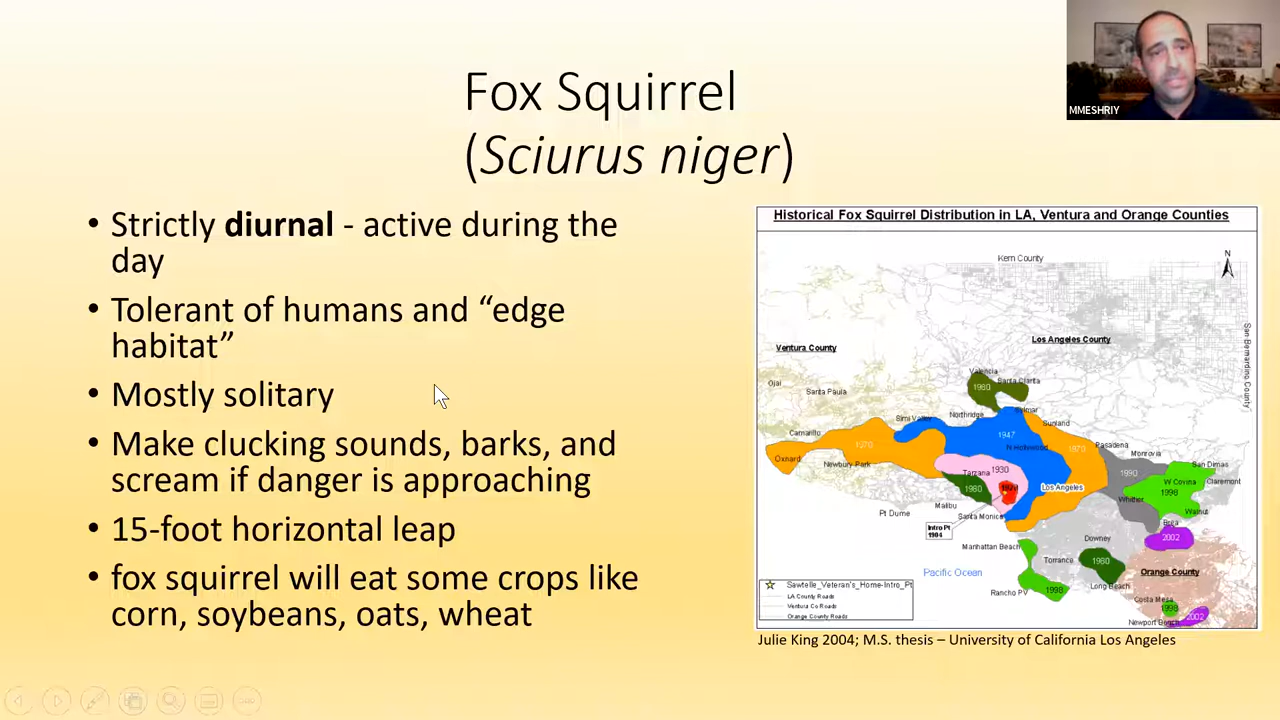 MMESHRIY
Fox Squirrel
(Sciurus niger)
• Strictly diurnal - active during the
day
• Tolerant of humans and “edge
habitat”
• Mostly solitary
• Make clucking sounds, barks, and
scream if danger is approaching
• 15-foot horizontal leap
• fox squirrel will eat some crops like
corn, soybeans, oats, wheat
Historical Fox Squirrel Distribution in LA, Ventura and Orange Counties
N
Kern County
San Bernardino County
Los Angeles County
Ventura County
Valencia
Santa Clarita
1980
Ojai
Santa Paula
Northridge
Sylmar
Simi Valley
Sunland
Camarillo
1947
1970
N Hollywood
1970
Pasadena
Monrovia
Oxnard
Newbury Park
Tarzana
1930
1990
San Dimas
W Covina
Claremont
1980
Los Angeles
1998
Whittier
Malibu
Pt Dume
Santa Monica
Walnut
Brea
Intro Pt
1904
2002
Downey
Manhattan Beach
Torrance
1980
Orange County
Pacific Ocean
Long Beach
Rancho PV
1998
Costa Mesa
1998
2002
Newport Beach
Sawtelle_Veteran's_Home-Intro_Pt
LA County Roads
Ventura Co Roads
Orange County Roads
Julie King 2004; M.S. thesis – University of California Los Angeles